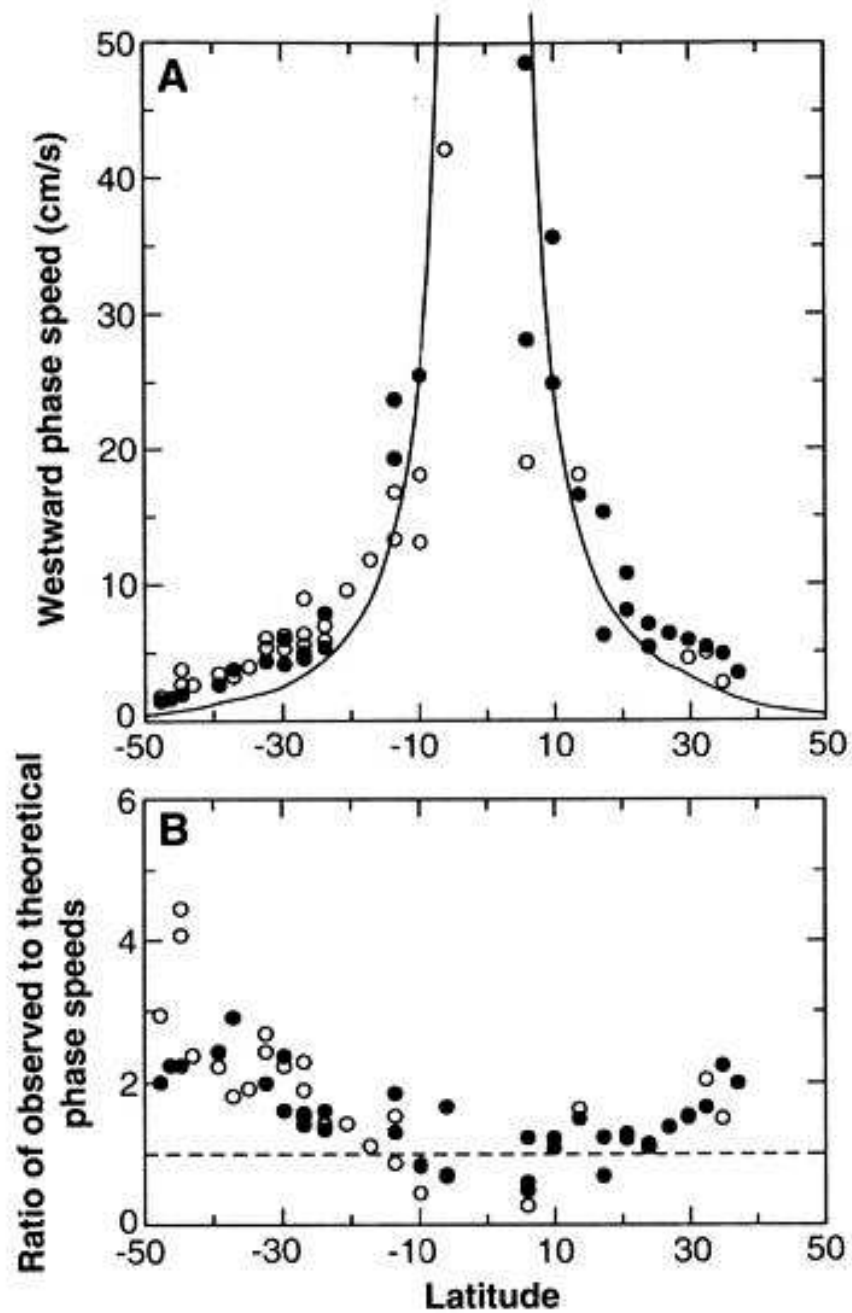 A
50
40
30
20
10
0
Westward phase speed (cm/s)
-50 -30 -10 10 30 50
B
6
4
2
0
Ratio of observed to theoretical
phase speeds
-50 -30 -10 10 30 50
Latitude